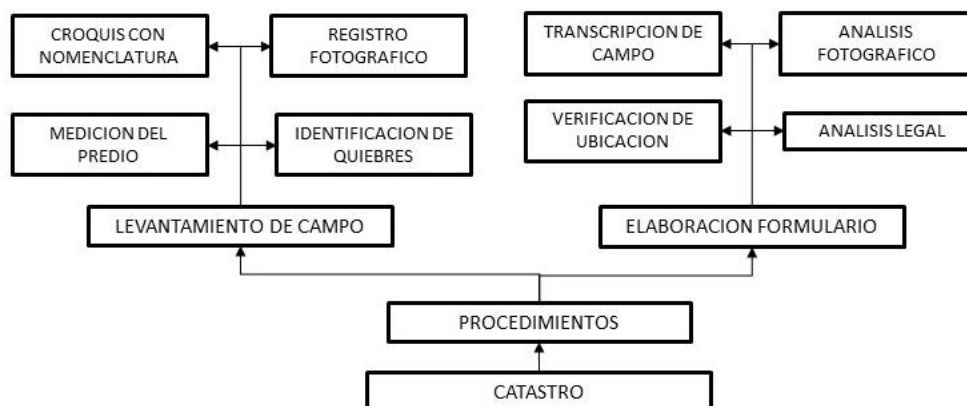 CROQUIS CON
NOMENCLATURA
REGISTRO
FOTOGRAFICO
TRANSCRIPCION DE
CAMPO
ANALISIS
FOTOGRAFICO
MEDICION DEL
PREDIO
IDENTIFICACION DE
QUIEBRES
VERIFICACION DE
UBICACION
ANALISIS LEGAL
LEVANTAMIENTO DE CAMPO
ELABORACION FORMULARIO
PROCEDIMIENTOS
CATASTRO